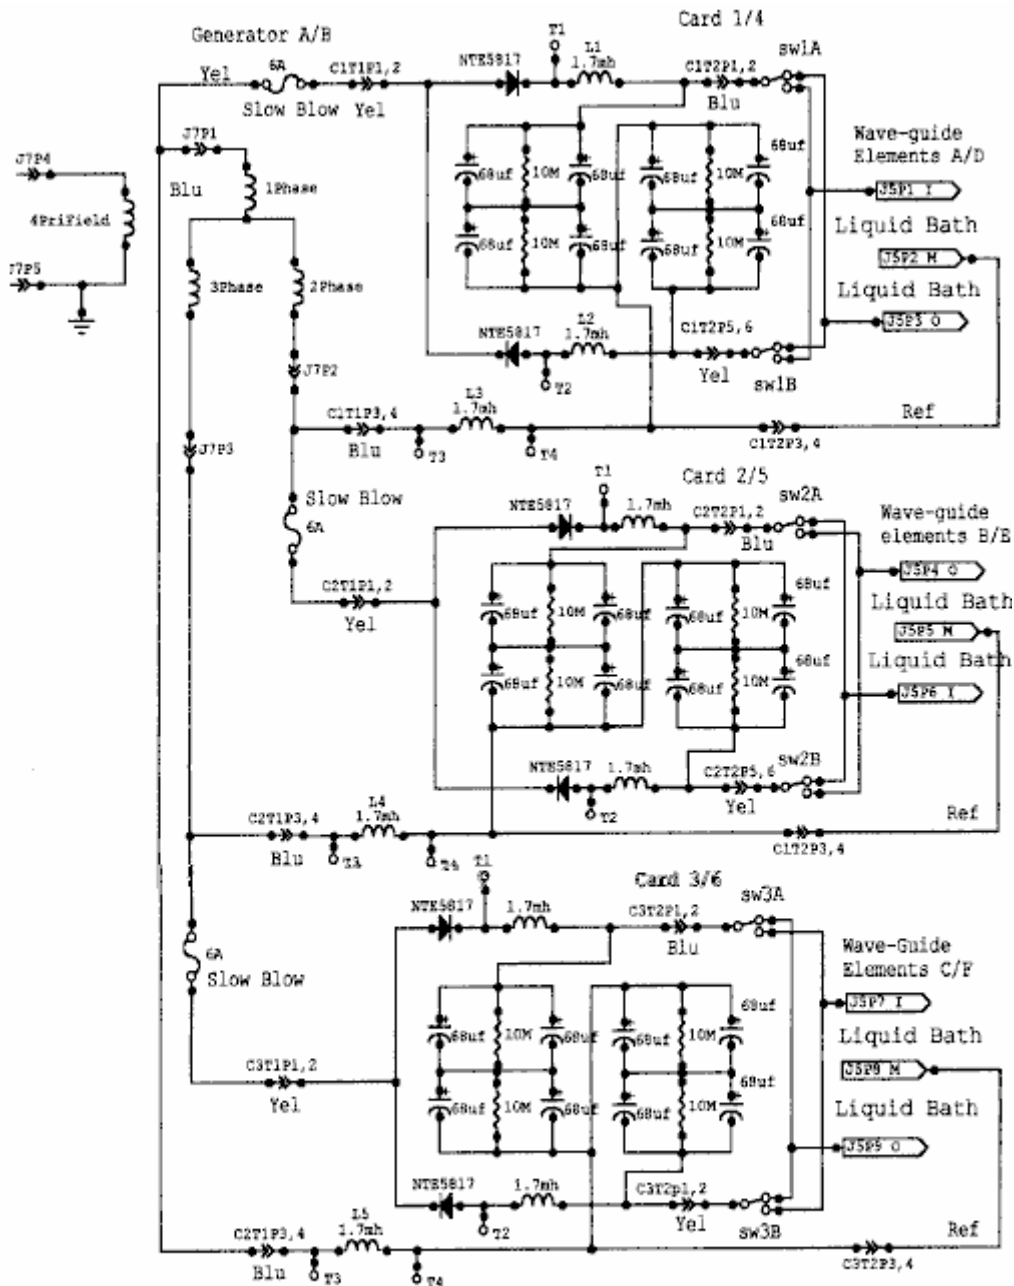 Card 1/4
Generator A/B
T1
L1
1.7mh
sw1A
NTE5817
6A
Yel
C1T1P1,2
C1T2P1,2
Slow Blow
Yel
Blu
J7P1
68uf
Wave-guide
Elements A/D
J7P4
Blu
1Phase
68uf
10M
68uf
68uf
10M
J5P1 I
4PriField
68uf
Liquid Bath
68uf
10M
68uf
68uf
10M
J5P2 M
J7P5
3Phase
2Phase
Liquid Bath
L2
1.7mh
C1T2P5,6
J5P3 O
NTE5817
J7P2
Yel
sw1B
T2
L3
1.7mh
C1T1P3,4
Ref
J7P3
Blu
T3
T4
C1T2P3,4
Card 2/5
T1
sw2A
Slow Blow
NTE5817
1.7mh
C2T2P1,2
Wave-guide
elements B/E
6A
Blu
J5P4 O
68uf
C2T1P1,2
Liquid Bath
Yel
68uf
10M
68uf
68uf
10M
J5P5 M
68uf
Liquid Bath
68uf
10M
68uf
68uf
10M
J5P6 I
NTE5817
1.7mh
C2T2P5,6
sw2B
Yel
T2
L4
1.7mh
C2T1P3,4
Ref
Blu
T3
T4
C1T2P3,4
T1
Card 3/6
sw3A
NTE5817
1.7mh
C3T2P1,2
6A
Blu
Slow Blow
Wave-Guide
Elements C/F
68uf
J5P7 I
68uf
10M
68uf
68uf
10M
Liquid Bath
C3T1P1,2
J5P8 M
Yel
68uf
68uf
10M
68uf
68uf
10M
Liquid Bath
J5P9 O
NTE5817
1.7mh
C3T2p1,2
Yel
sw3B
T2
L5
1.7mh
C2T1P3,4
Ref
Blu
T3
T4
C3T2P3,4